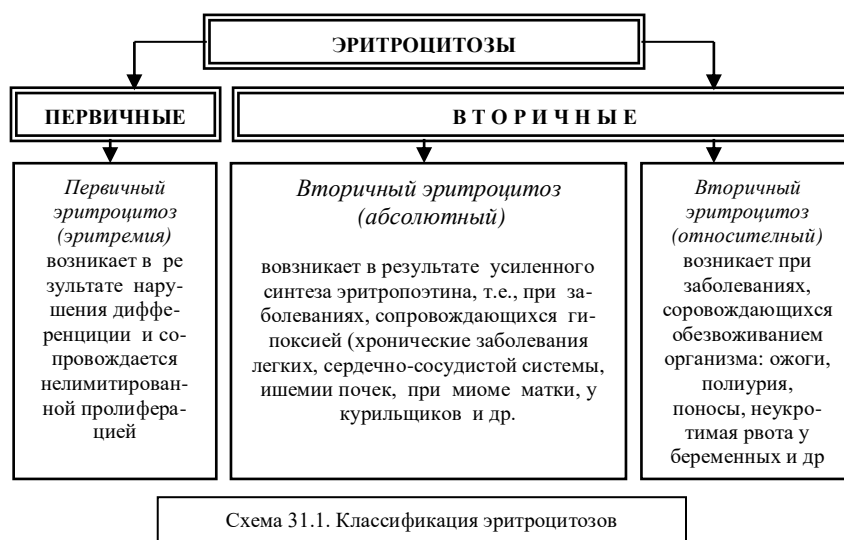 ЭРИТРОЦИТОЗЫ
ПЕРВИЧНЫЕ
В Т О Р И Ч Н Ы Е
Первичный
эритроцитоз
(эритремия)
возникает в ре
зультате нару-
шения диффе-
ренциции и со-
провождается
нелимитирован-
ной пролифера-
цией
Вторичный эритроцитоз
(абсолютный)
вовзникает в результате усиленного
синтеза эритропоэтина, т.е., при за-
болеваниях, сопровождающихся ги-
поксией (хронические заболевания
легких, сердечно-сосудистой системы,
ишемии почек, при миоме матки, у
курильщиков и др.
Вторичный
эритроцитоз
(относителный)
возникает при
заболеваниях,
соровождающихся
обезвоживанием
организма: ожоги,
полиурия,
поносы, неукро-
тимая рвота у
беременных и др
Схема 31.1. Классификация эритроцитозов